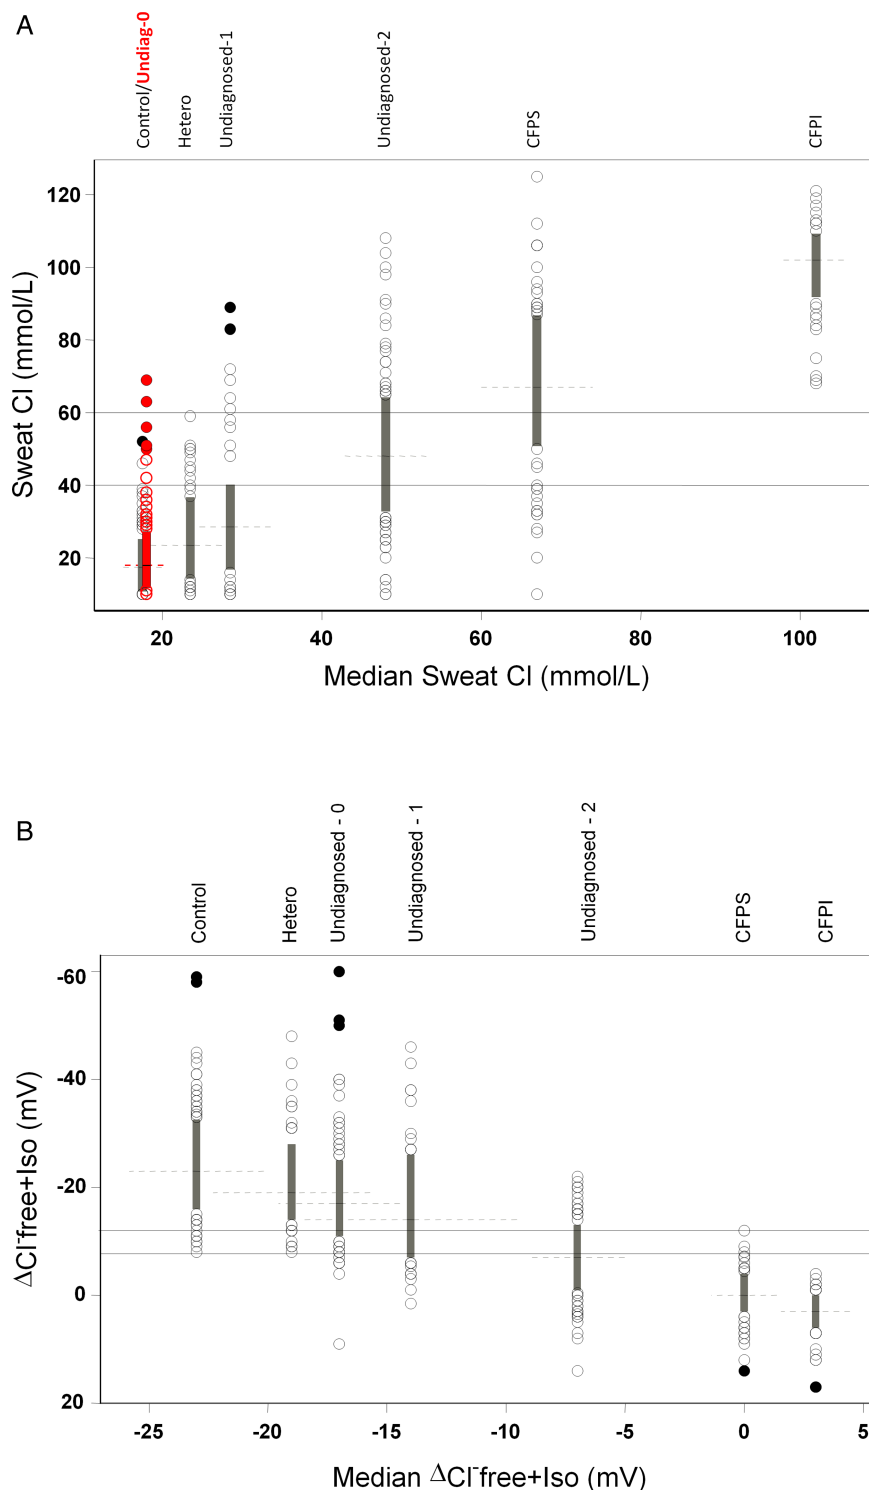 A
Control/Undiag-0
Hetero
Undiagnosed-1
Undiagnosed-2
CFPS
CFPI
Sweat Cl (mmol/L)
120
100
80
60
40
20
20
40
60
80
100
Median Sweat Cl (mmol/L)
B
Control
Hetero
Undiagnosed - 0
Undiagnosed - 1
Undiagnosed - 2
CFPS
CFPI
ΔCl⁻free+Iso (mV)
-60
-40
-20
0
20
-25
-20
-15
-10
-5
0
5
Median ΔCl⁻free+Iso (mV)